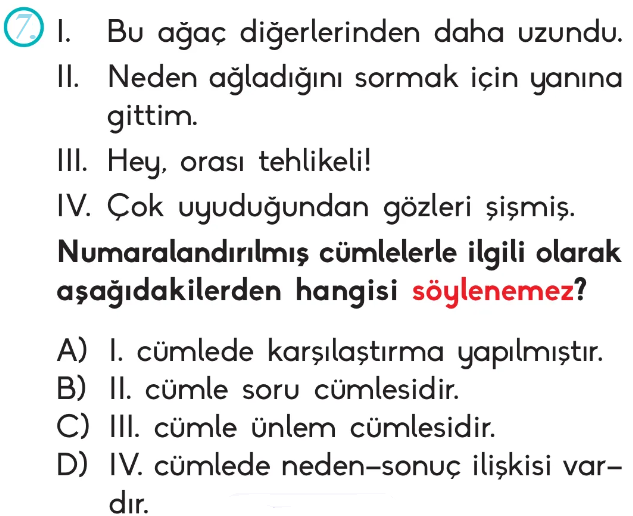 7. I. Bu ağaç diğerlerinden daha uzundu.
II. Neden ağladığını sormak için yanına
gittim.
III. Hey, orası tehlikeli!
IV. Çok uyuduğundan gözleri şişmiş.
Numaralandırılmış cümlelerle ilgili olarak
aşağıdakilerden hangisi söylenemez?
A) I. cümlede karşılaştırma yapılmıştır.
B) II. cümle soru cümlesidir.
C) III. cümle ünlem cümlesidir.
D) IV. cümlede neden–sonuç ilişkisi var–
dır.